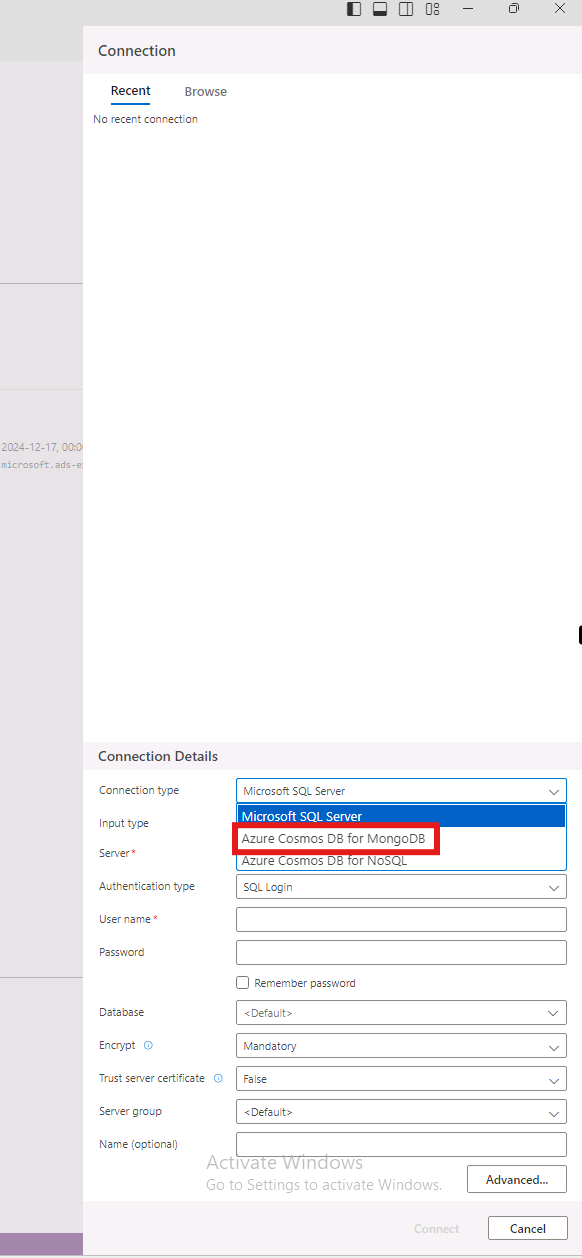 Connection
Recent Browse
No recent connection
2024-12-17, 00:0
microsoft.ads-e
Connection Details
Connection type Microsoft SQL Server
Microsoft SQL Server
Input type
Azure Cosmos DB for MongoDB
Server *
Azure Cosmos DB for NoSQL
Authentication type SQL Login
User name *
Password
Remember password
Database <Default>
Encrypt Mandatory
Trust server certificate False
Server group <Default>
Name (optional)
Activate Windows
Go to Settings to activate Windows.
Advanced...
Connect Cancel